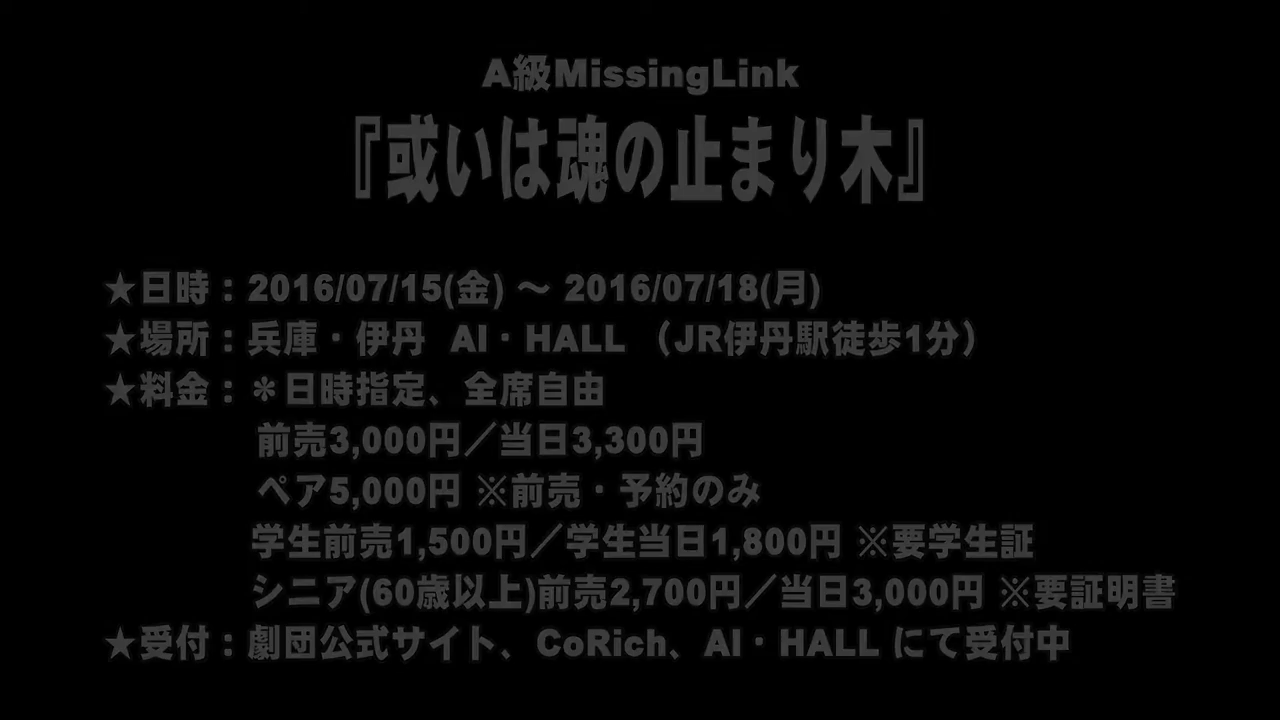 A級MissingLink
『或いは魂の止まり木』
★日時：2016/07/15(金) ～ 2016/07/18(月)
★場所：兵庫・伊丹 AI・HALL （JR伊丹駅徒歩1分）
★料金：＊日時指定、全席自由
前売3,000円／当日3,300円
ペア5,000円 ※前売・予約のみ
学生前売1,500円／学生当日1,800円 ※要学生証
シニア(60歳以上)前売2,700円／当日3,000円 ※要証明書
★受付：劇団公式サイト、CoRich、AI・HALL にて受付中